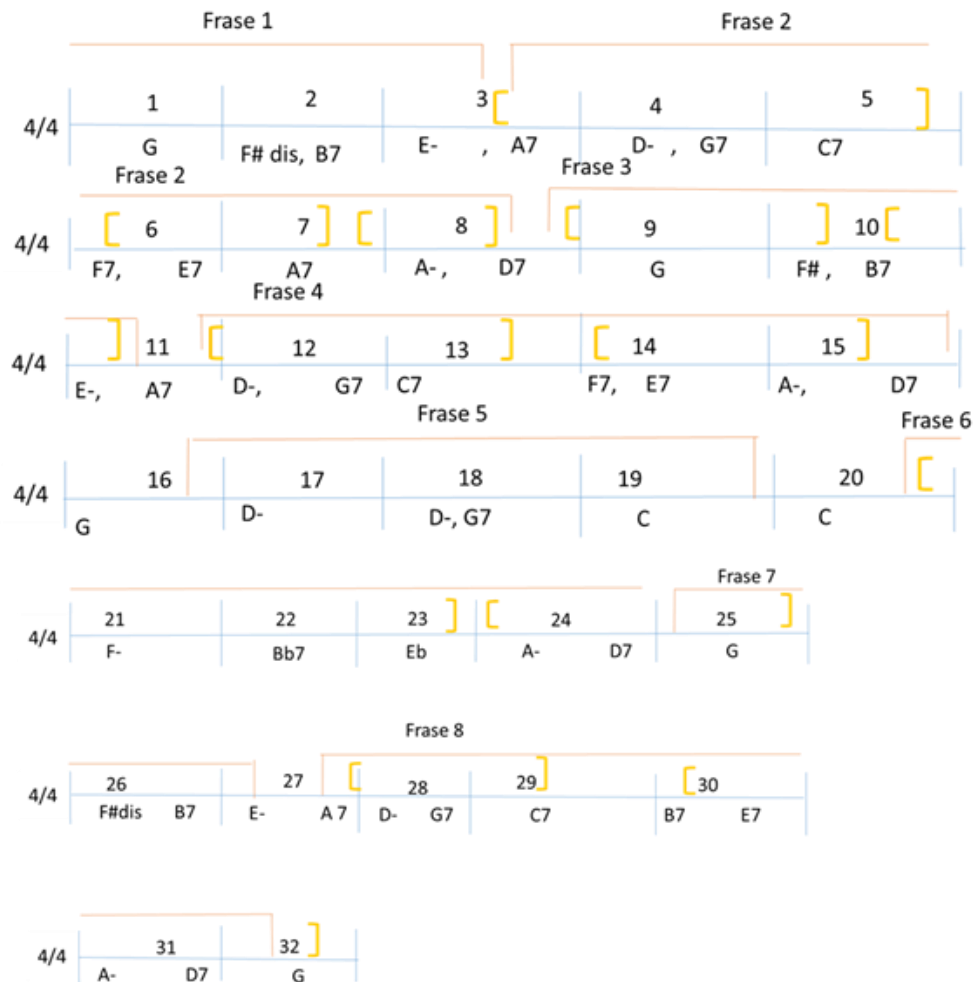 Frase 1 Frase 2
1 2 3 4 5
4/4
G F# dis, B7 E- , A7 D- , G7 C7
Frase 2 Frase 3
6 7 8 9 10
4/4
F7, E7 A7 A-, D7 G F# , B7
Frase 4
11 12 13 14 15
4/4
E-, A7 D-, G7 C7 F7, E7 A-, D7
Frase 5 Frase 6
16 17 18 19 20
4/4
G D- D-, G7 C C
Frase 7
21 22 23 24 25
4/4
F- Bb7 Eb A- D7 G
Frase 8
26 27 28 29 30
4/4
F#dis B7 E- A 7 D- G7 C7 B7 E7
31 32
4/4
A- D7 G